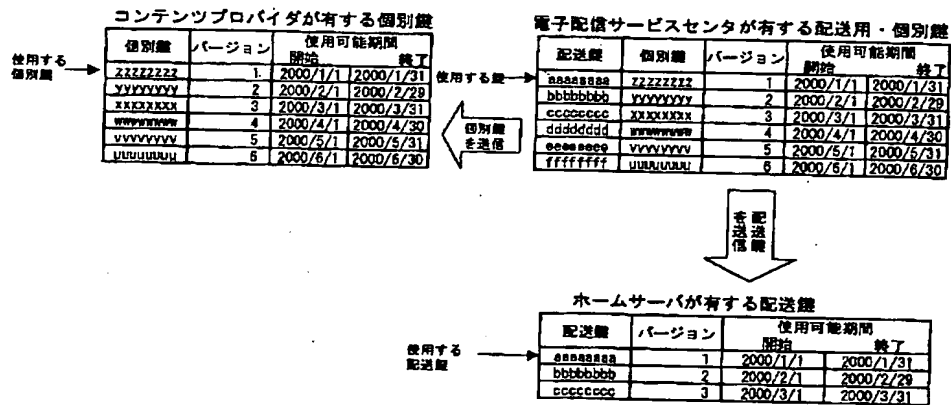 コンテンツプロバイダが有する個別鍵
使用する
個別鍵
個別鍵 バージョン 使用可能期間
開始 終了
zzzzzzzz 1 2000/1/1 2000/1/31
yyyyyyyy 2 2000/2/1 2000/2/29
xxxxxxxx 3 2000/3/1 2000/3/31
wwwwwwww 4 2000/4/1 2000/4/30
vvvvvvvv 5 2000/5/1 2000/5/31
uuuuuuuu 6 2000/6/1 2000/6/30
個別鍵
を送信
電子配信サービスセンタが有する配送用・個別鍵
使用する鍵
配送鍵 個別鍵 バージョン 使用可能期間
開始 終了
aaaaaaaa zzzzzzzz 1 2000/1/1 2000/1/31
bbbbbbbb yyyyyyyy 2 2000/2/1 2000/2/29
cccccccc xxxxxxxx 3 2000/3/1 2000/3/31
dddddddd wwwwwwww 4 2000/4/1 2000/4/30
eeeeeeee vvvvvvvv 5 2000/5/1 2000/5/31
ffffffff uuuuuuuu 6 2000/6/1 2000/6/30
配送鍵
を送信
ホームサーバが有する配送鍵
使用する
配送鍵
配送鍵 バージョン 使用可能期間
開始 終了
aaaaaaaa 1 2000/1/1 2000/1/31
bbbbbbbb 2 2000/2/1 2000/2/29
cccccccc 3 2000/3/1 2000/3/31